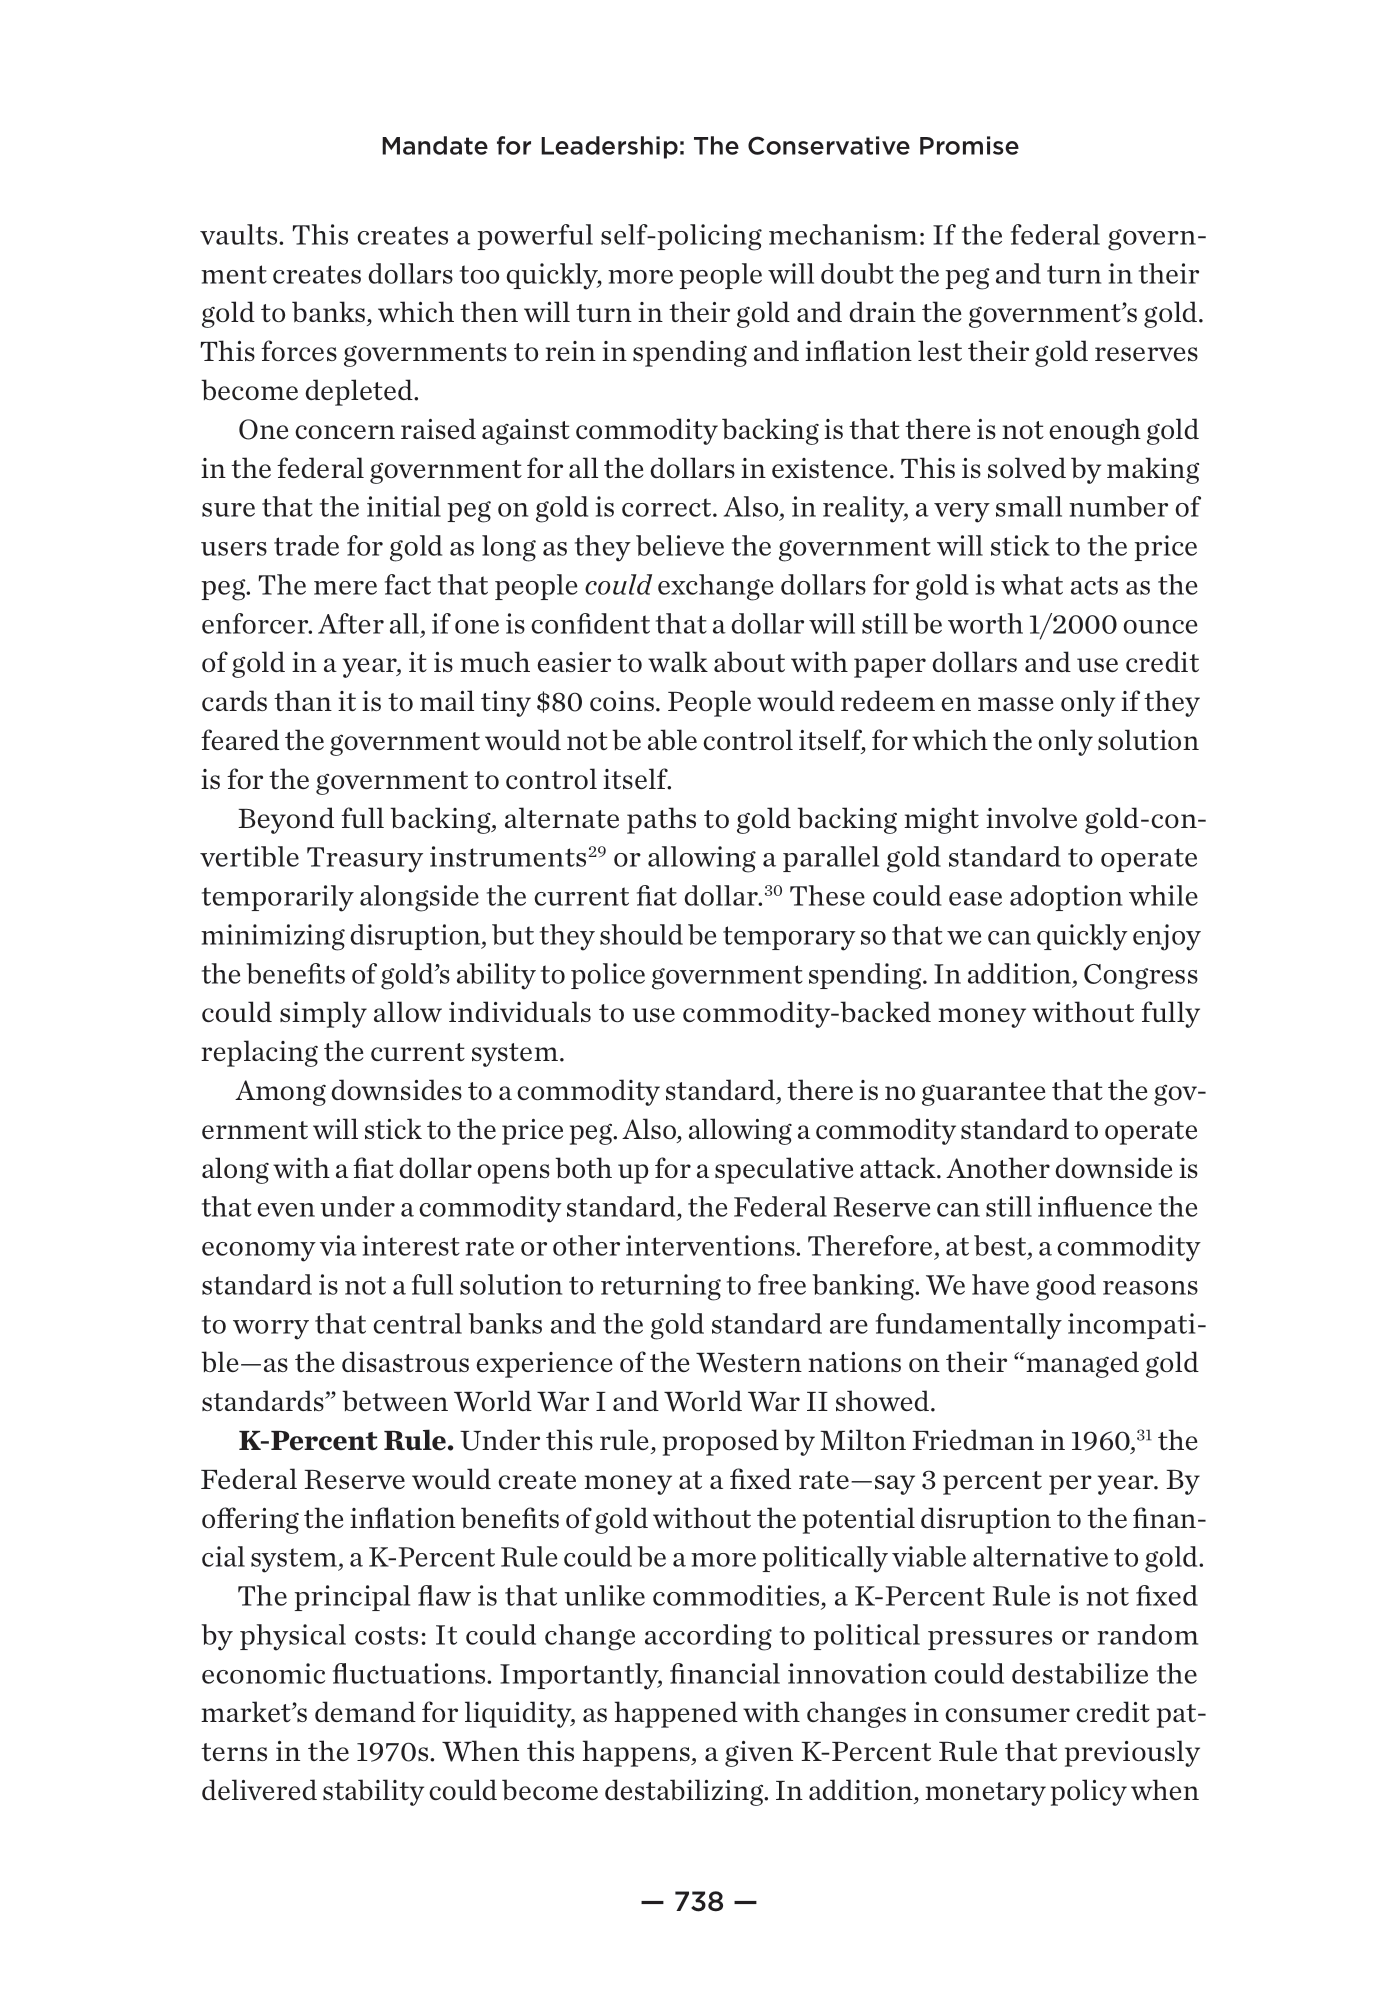 Mandate for Leadership: The Conservative Promise
vaults. This creates a powerful self-policing mechanism: If the federal govern-
ment creates dollars too quickly, more people will doubt the peg and turn in their
gold to banks, which then will turn in their gold and drain the government’s gold.
This forces governments to rein in spending and inflation lest their gold reserves
become depleted.
One concern raised against commodity backing is that there is not enough gold
in the federal government for all the dollars in existence. This is solved by making
sure that the initial peg on gold is correct. Also, in reality, a very small number of
users trade for gold as long as they believe the government will stick to the price
peg. The mere fact that people could exchange dollars for gold is what acts as the
enforcer. After all, if one is confident that a dollar will still be worth 1/2000 ounce
of gold in a year, it is much easier to walk about with paper dollars and use credit
cards than it is to mail tiny $80 coins. People would redeem en masse only if they
feared the government would not be able control itself, for which the only solution
is for the government to control itself.
Beyond full backing, alternate paths to gold backing might involve gold-con-
vertible Treasury instruments²⁹ or allowing a parallel gold standard to operate
temporarily alongside the current fiat dollar.³⁰ These could ease adoption while
minimizing disruption, but they should be temporary so that we can quickly enjoy
the benefits of gold’s ability to police government spending. In addition, Congress
could simply allow individuals to use commodity-backed money without fully
replacing the current system.
Among downsides to a commodity standard, there is no guarantee that the gov-
ernment will stick to the price peg. Also, allowing a commodity standard to operate
along with a fiat dollar opens both up for a speculative attack. Another downside is
that even under a commodity standard, the Federal Reserve can still influence the
economy via interest rate or other interventions. Therefore, at best, a commodity
standard is not a full solution to returning to free banking. We have good reasons
to worry that central banks and the gold standard are fundamentally incompati-
ble—as the disastrous experience of the Western nations on their “managed gold
standards” between World War I and World War II showed.
K-Percent Rule. Under this rule, proposed by Milton Friedman in 1960,³¹ the
Federal Reserve would create money at a fixed rate—say 3 percent per year. By
offering the inflation benefits of gold without the potential disruption to the finan-
cial system, a K-Percent Rule could be a more politically viable alternative to gold.
The principal flaw is that unlike commodities, a K-Percent Rule is not fixed
by physical costs: It could change according to political pressures or random
economic fluctuations. Importantly, financial innovation could destabilize the
market’s demand for liquidity, as happened with changes in consumer credit pat-
terns in the 1970s. When this happens, a given K-Percent Rule that previously
delivered stability could become destabilizing. In addition, monetary policy when
— 738 —